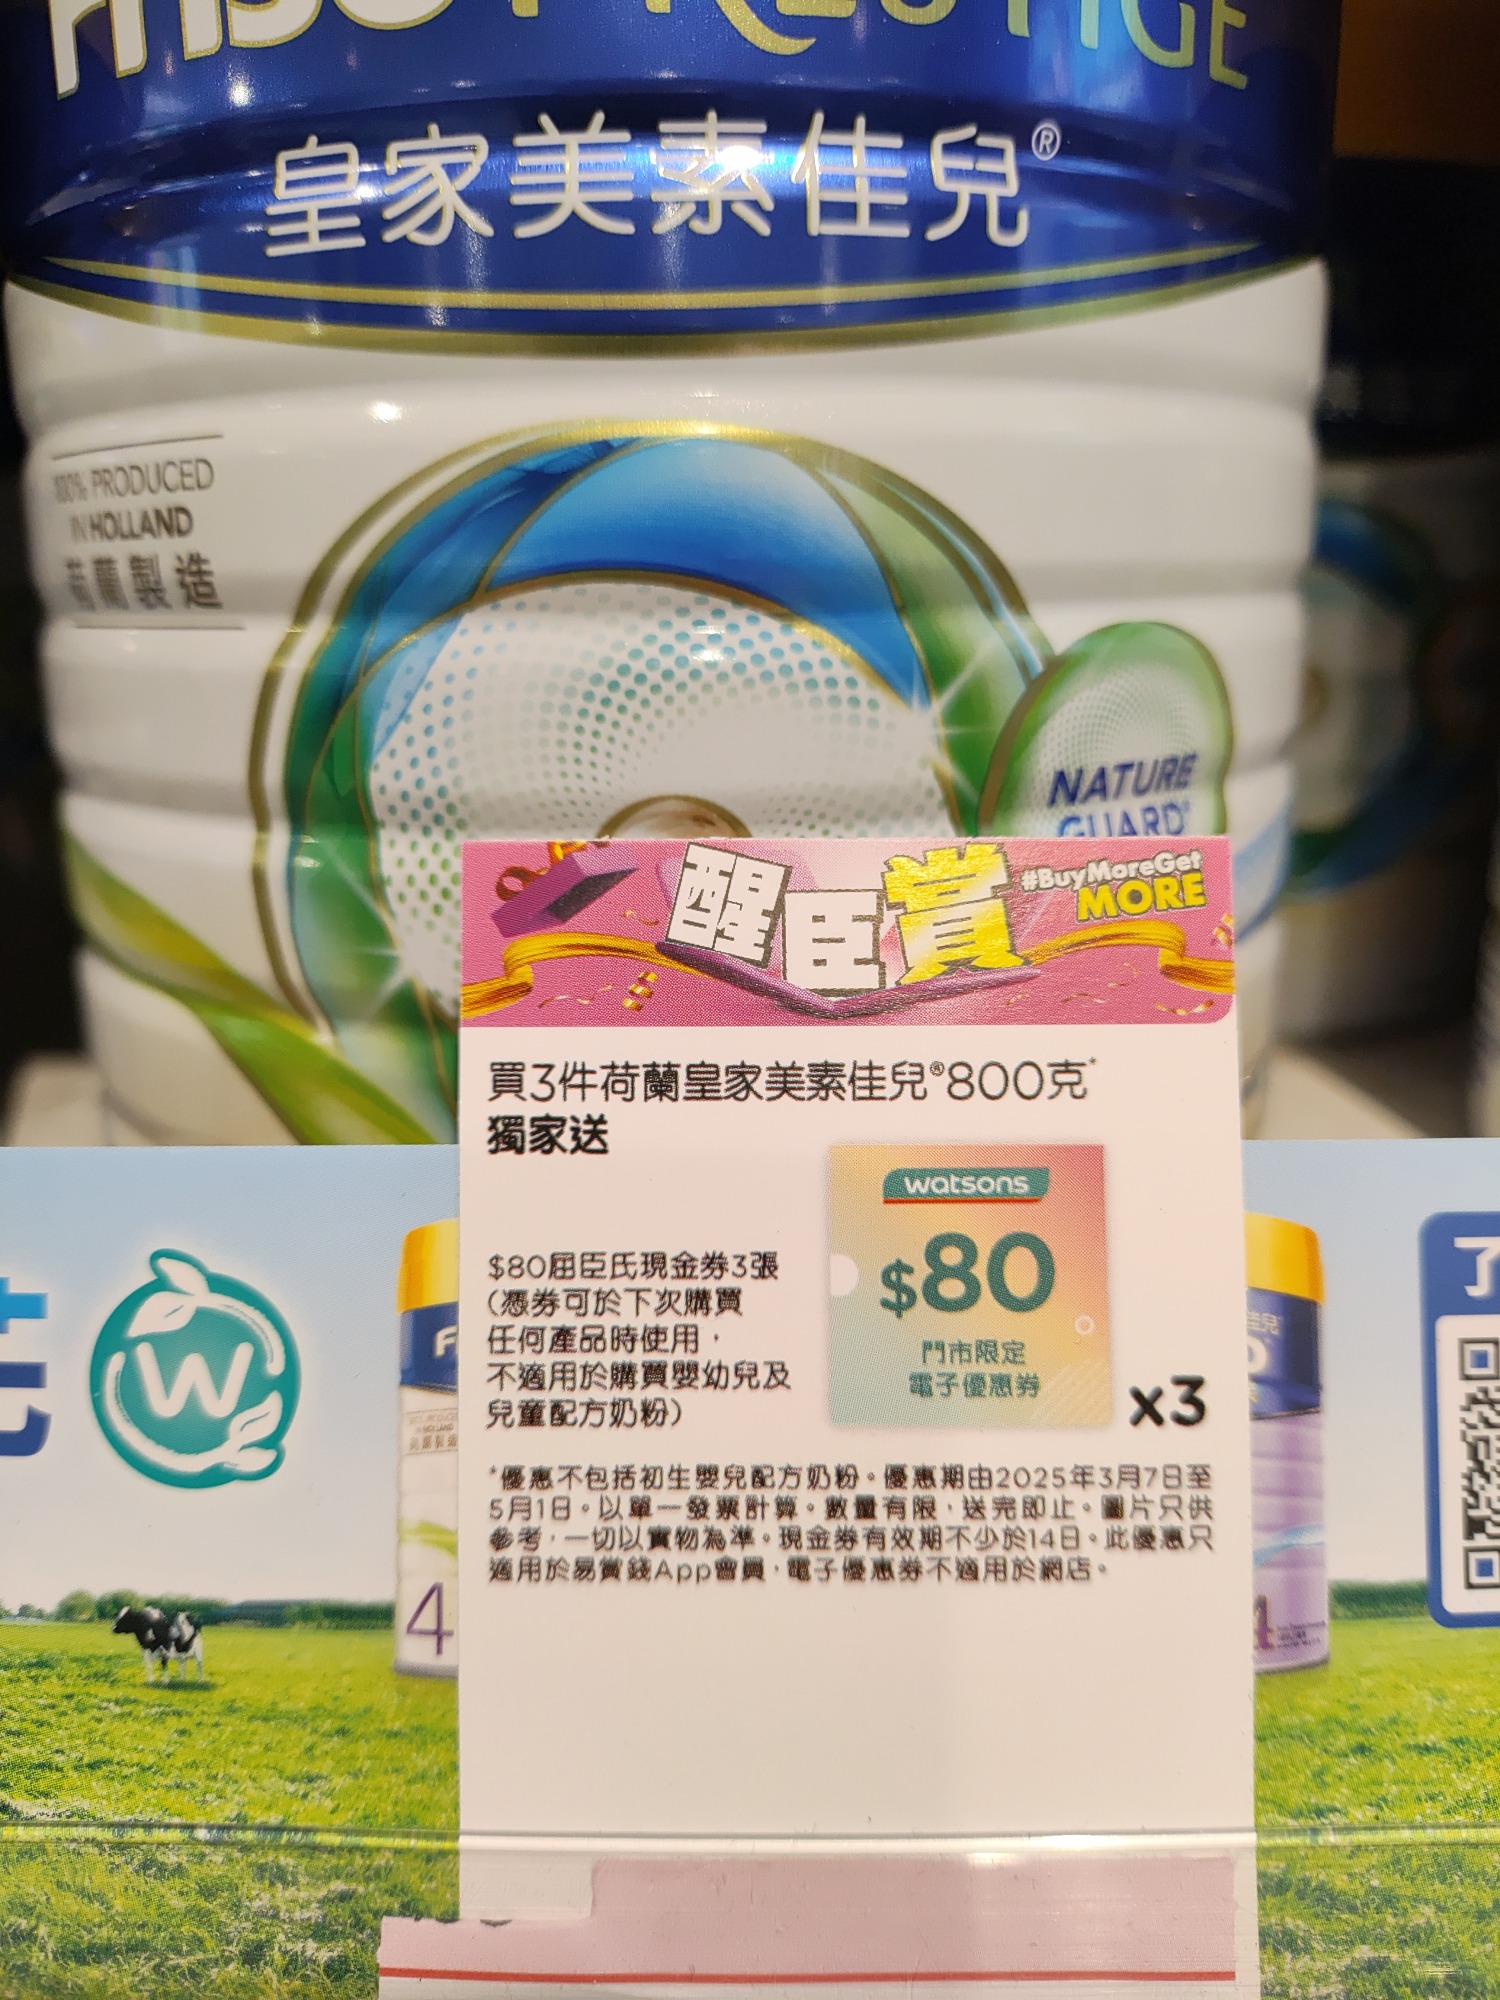 PRESTIGE
皇家美素佳兒®
100% PRODUCED
IN HOLLAND
荷蘭製造
NATURE
GUARD®
醒臣賞
#BuyMoreGet
MORE
買3件荷蘭皇家美素佳兒®800克*
獨家送
$80屈臣氏現金券3張
(憑券可於下次購買
任何產品時使用，
不適用於購買嬰幼兒及
兒童配方奶粉)
watsons
$80
門市限定
電子優惠券
x3
*優惠不包括初生嬰兒配方奶粉。優惠期由2025年3月7日至
5月1日。以單一發票計算。數量有限，送完即止。圖片只供
參考，一切以實物為準。現金券有效期不少於14日。此優惠只
適用於易賞錢App會員，電子優惠券不適用於網店。
W
4
4